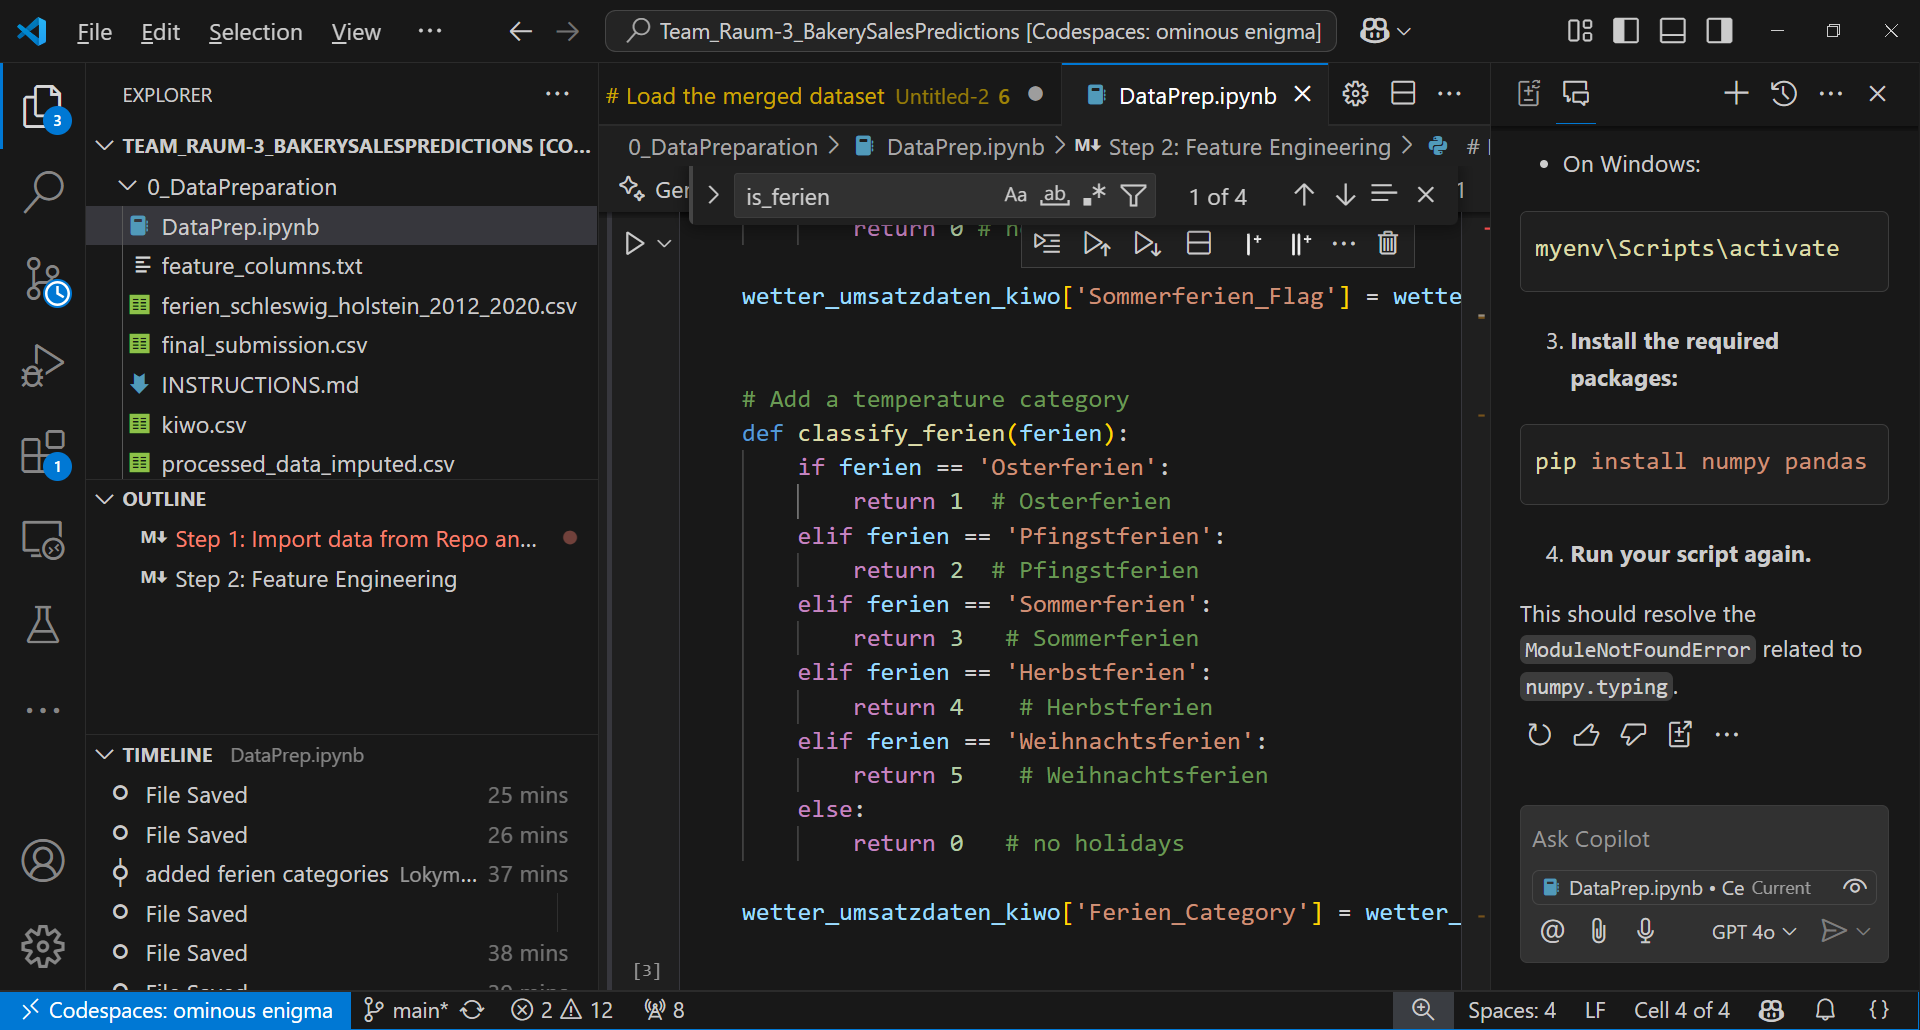 File Edit Selection View ···
Team_Raum-3_BakerySalesPredictions [Codespaces: ominous enigma]
3
1
EXPLORER
TEAM_RAUM-3_BAKERYSALESPREDICTIONS [CO...
0_DataPreparation
DataPrep.ipynb
feature_columns.txt
ferien_schleswig_holstein_2012_2020.csv
final_submission.csv
INSTRUCTIONS.md
kiwo.csv
processed_data_imputed.csv
OUTLINE
Step 1: Import data from Repo an...
Step 2: Feature Engineering
TIMELINE DataPrep.ipynb
File Saved 25 mins
File Saved 26 mins
added ferien categories Lokym... 37 mins
File Saved
File Saved 38 mins
# Load the merged dataset Untitled-2 6
DataPrep.ipynb
0_DataPreparation > DataPrep.ipynb > M↓ Step 2: Feature Engineering > #
Ger
is_ferien Aa ab .* 1 of 4
return 0 # n
wetter_umsatzdaten_kiwo['Sommerferien_Flag'] = wette
# Add a temperature category
def classify_ferien(ferien):
if ferien == 'Osterferien':
return 1 # Osterferien
elif ferien == 'Pfingstferien':
return 2 # Pfingstferien
elif ferien == 'Sommerferien':
return 3 # Sommerferien
elif ferien == 'Herbstferien':
return 4 # Herbstferien
elif ferien == 'Weihnachtsferien':
return 5 # Weihnachtsferien
else:
return 0 # no holidays
wetter_umsatzdaten_kiwo['Ferien_Category'] = wetter_
[3]
• On Windows:
myenv\Scripts\activate
3. Install the required
packages:
pip install numpy pandas
4. Run your script again.
This should resolve the
ModuleNotFoundError related to
numpy.typing.
Ask Copilot
DataPrep.ipynb • Ce Current
GPT 4o
Codespaces: ominous enigma main* 2 12 8
Spaces: 4 LF Cell 4 of 4 {}